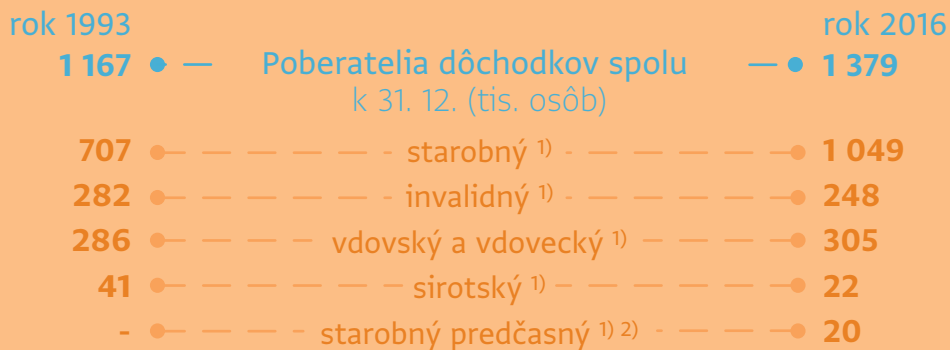 rok 1993 rok 2016
1 167 Poberatelia dôchodkov spolu 1 379
k 31. 12. (tis. osôb)
707 starobný 1) 1 049
282 invalidný 1) 248
286 vdovský a vdovecký 1) 305
41 sirotský 1) 22
- starobný predčasný 1) 2) 20